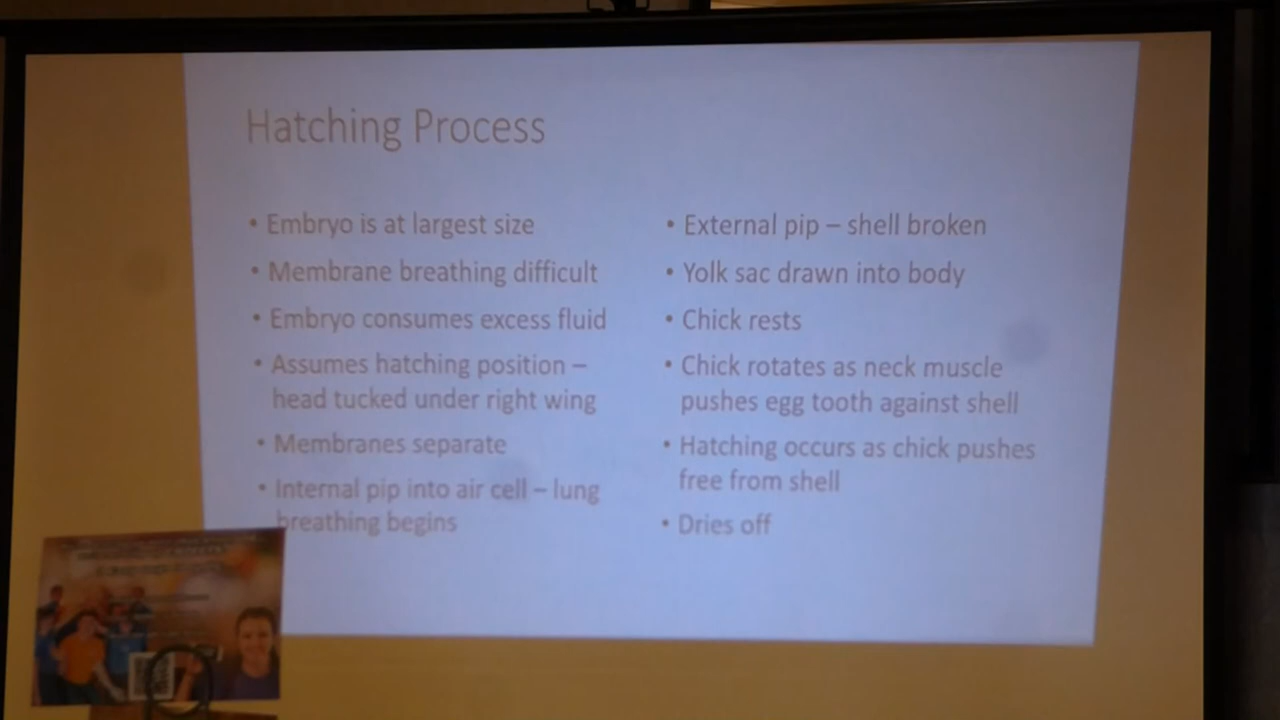 Hatching Process
• Embryo is at largest size
• Membrane breathing difficult
• Embryo consumes excess fluid
• Assumes hatching position –
head tucked under right wing
• Membranes separate
• Internal pip into air cell – lung
breathing begins
• External pip – shell broken
• Yolk sac drawn into body
• Chick rests
• Chick rotates as neck muscle
pushes egg tooth against shell
• Hatching occurs as chick pushes
free from shell
• Dries off